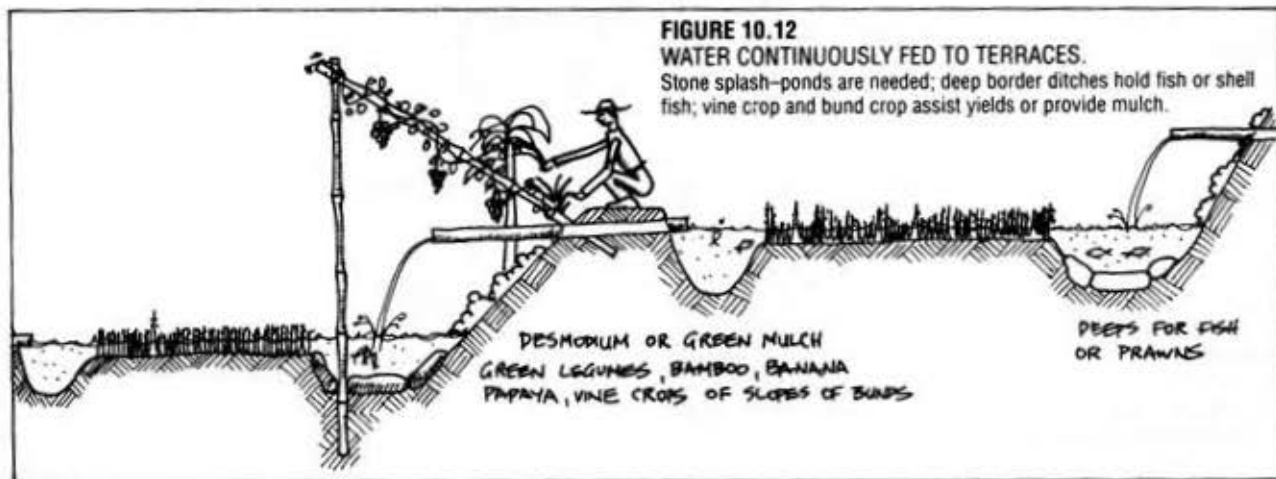 FIGURE 10.12
WATER CONTINUOUSLY FED TO TERRACES.
Stone splash–ponds are needed; deep border ditches hold fish or shell
fish; vine crop and bund crop assist yields or provide mulch.
DESMODIUM OR GREEN MULCH
GREEN LEGUMES, BAMBOO, BANANA
PAPAYA, VINE CROPS OF SLOPES OF BUNDS
DEEPS FOR FISH
OR PRAWNS